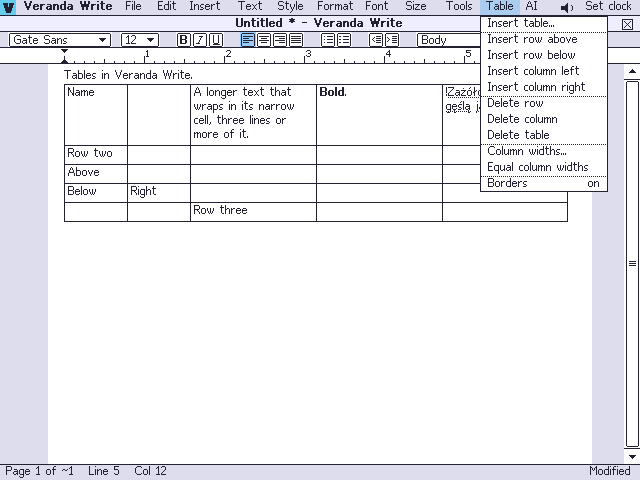 Veranda Write File Edit Insert Text Style Format Font Size Tools Table AI Set clock
Untitled * - Veranda Write
Gate Sans 12 B I U Body
1 2 3 4 5
Insert table...
Insert row above
Insert row below
Insert column left
Insert column right
Delete row
Delete column
Delete table
Column widths...
Equal column widths
Borders on
Tables in Veranda Write.
Name
A longer text that
wraps in its narrow
cell, three lines or
more of it.
Bold.
gęślą
Row two
Above
Below Right
Row three
Page 1 of ~1 Line 5 Col 12 Modified